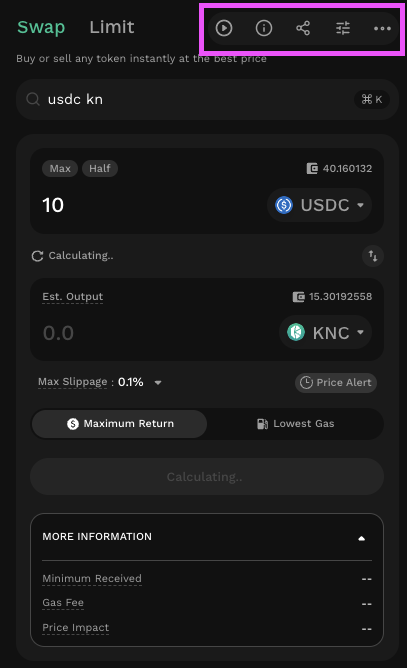 Swap Limit
Buy or sell any token instantly at the best price
usdc kn ⌘ K
Max Half 40.160132
10 USDC
Calculating..
Est. Output 15.30192558
0.0 KNC
Max Slippage : 0.1% Price Alert
Maximum Return Lowest Gas
Calculating..
MORE INFORMATION
Minimum Received --
Gas Fee --
Price Impact --